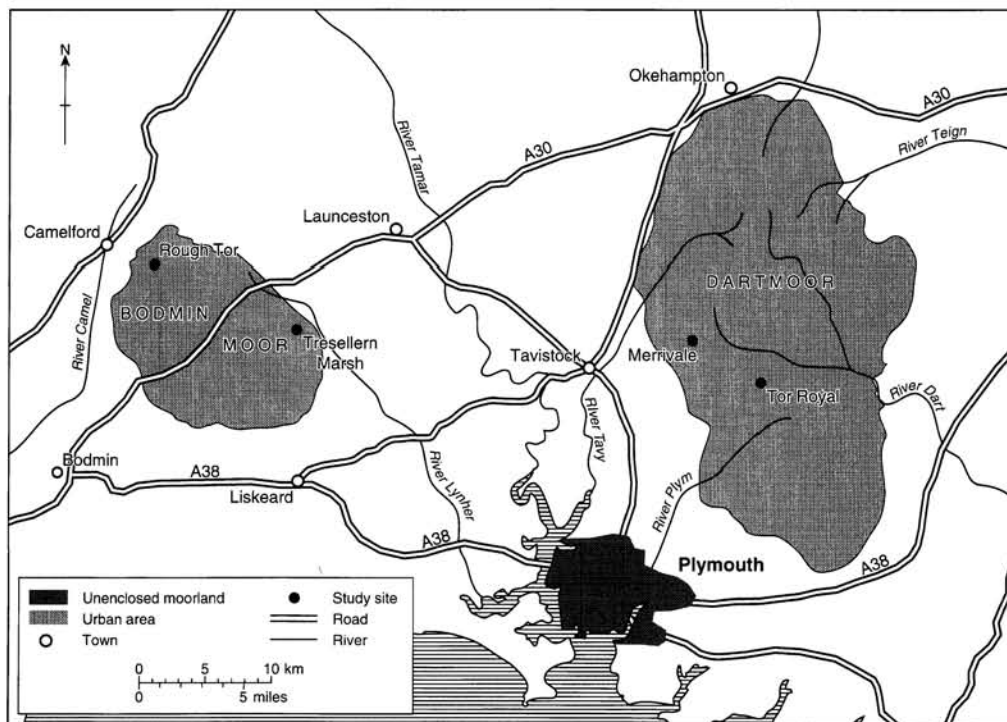 N
Okehampton
A30
A30
River Teign
River Tamar
Launceston
Camelford
Rough Tor
DARTMOOR
BODMIN
MOOR
River Camel
Tresellern
Marsh
Tavistock
Merrivale
Tor Royal
River Dart
River Tavy
Bodmin
A38
Liskeard
River Lynher
River Plym
A38
Plymouth
A38
Unenclosed moorland
Study site
Urban area
Road
Town
River
0 5 10 km
0 5 miles